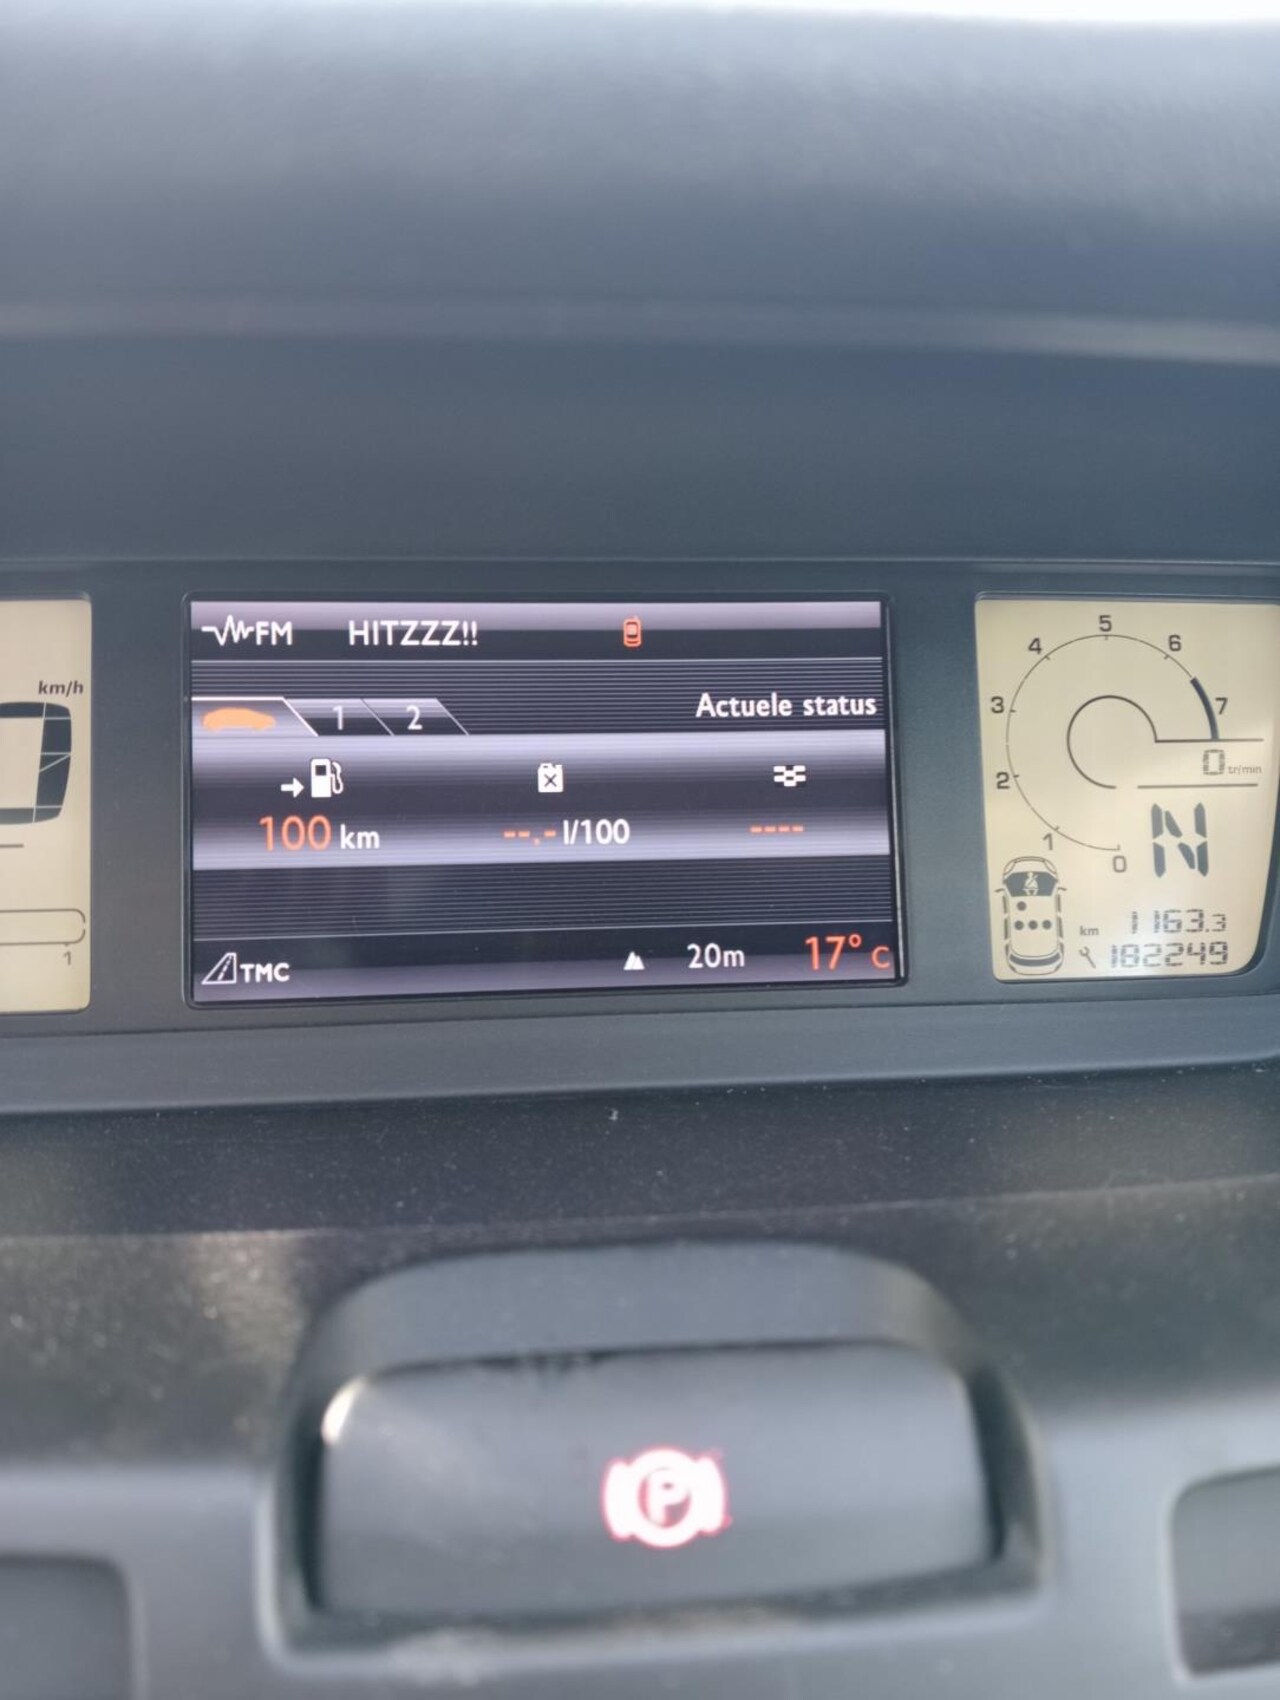 FM HITZZZ!!
1 2 Actuele status
100 km --.- l/100 ----
TMC 20m 17° C
km/h
1
0 1 2 3 4 5 6 7
0 tr/min
N
km 1163.3
182249
P